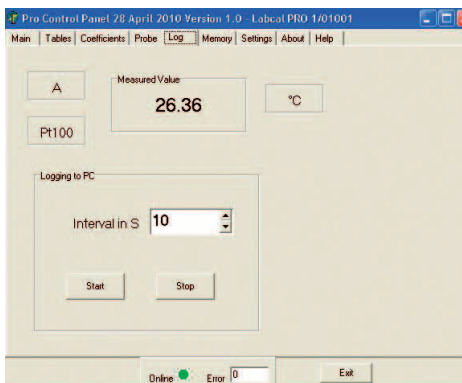 Pro Control Panel 28 April 2010 Version 1.0 - Labcal PRO 1/01001
Main Tables Coefficients Probe Log Memory Settings About Help
A
Measured Value
26.36
°C
Pt100
Logging to PC
Interval in S 10
Start Stop
Online Error 0 Exit